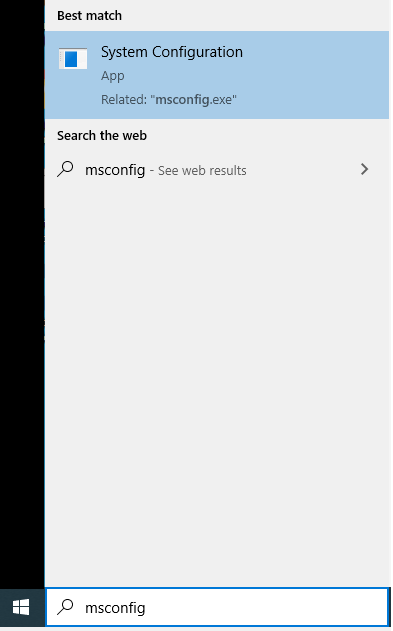 Best match
System Configuration
App
Related: "msconfig.exe"
Search the web
msconfig - See web results
msconfig